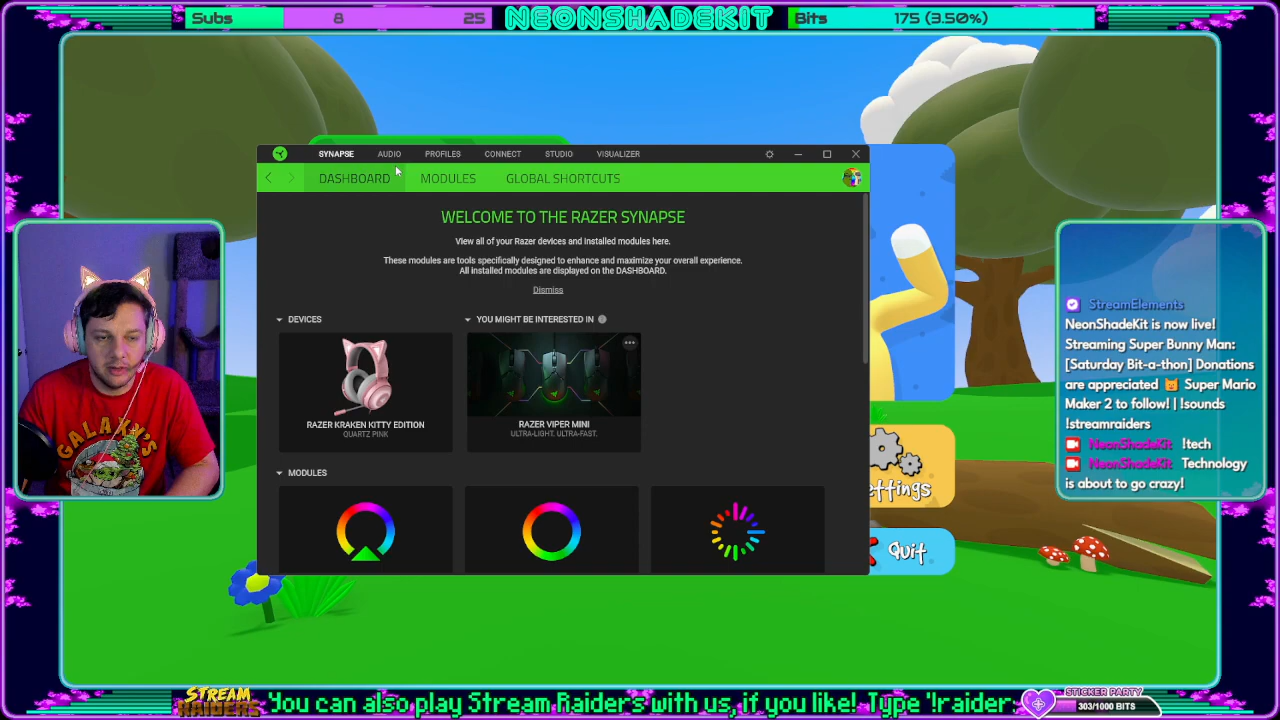 Subs 8 25
NEONSHADEKIT
Bits 175 (3.50%)
SYNAPSE AUDIO PROFILES CONNECT STUDIO VISUALIZER
DASHBOARD MODULES GLOBAL SHORTCUTS
WELCOME TO THE RAZER SYNAPSE
View all of your Razer devices and installed modules here.
These modules are tools specifically designed to enhance and maximize your overall experience.
All installed modules are displayed on the DASHBOARD.
Dismiss
DEVICES
YOU MIGHT BE INTERESTED IN
RAZER KRAKEN KITTY EDITION
QUARTZ PINK
RAZER VIPER MINI
ULTRA-LIGHT. ULTRA-FAST.
MODULES
ettings
Quit
GALAXY'S
StreamElements
NeonShadeKit is now live!
Streaming Super Bunny Man:
[Saturday Bit-a-thon] Donations
are appreciated Super Mario
Maker 2 to follow! | !sounds
!streamraiders
NeonShadeKit !tech
NeonShadeKit Technology
is about to go crazy!
STREAM
RAIDERS
You can also play Stream Raiders with us, if you like! Type "!raider
STICKER PARTY
303/1000 BITS